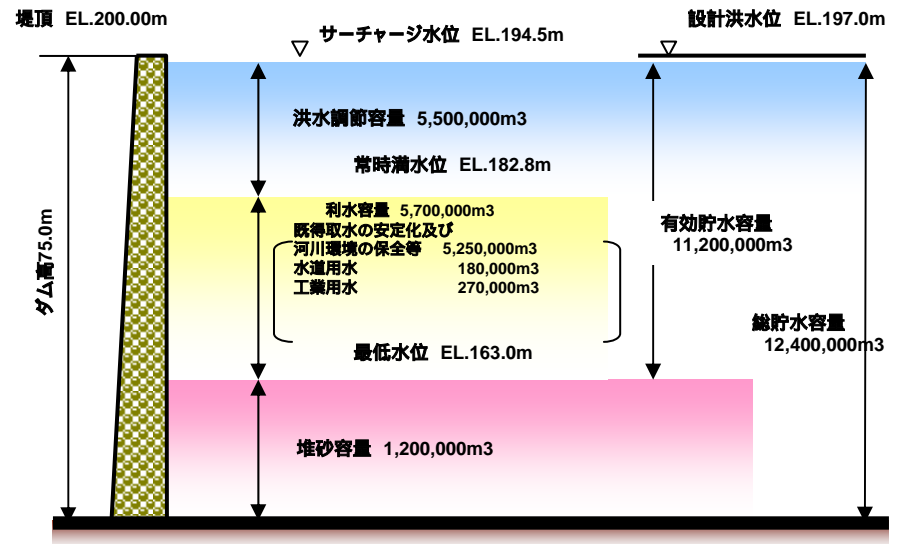 堤頂 EL.200.00m
サーチャージ水位 EL.194.5m
設計洪水位 EL.197.0m
洪水調節容量 5,500,000m3
常時満水位 EL.182.8m
利水容量 5,700,000m3
既得取水の安定化及び
河川環境の保全等 5,250,000m3
水道用水 180,000m3
工業用水 270,000m3
有効貯水容量
11,200,000m3
ダム高75.0m
総貯水容量
12,400,000m3
最低水位 EL.163.0m
堆砂容量 1,200,000m3